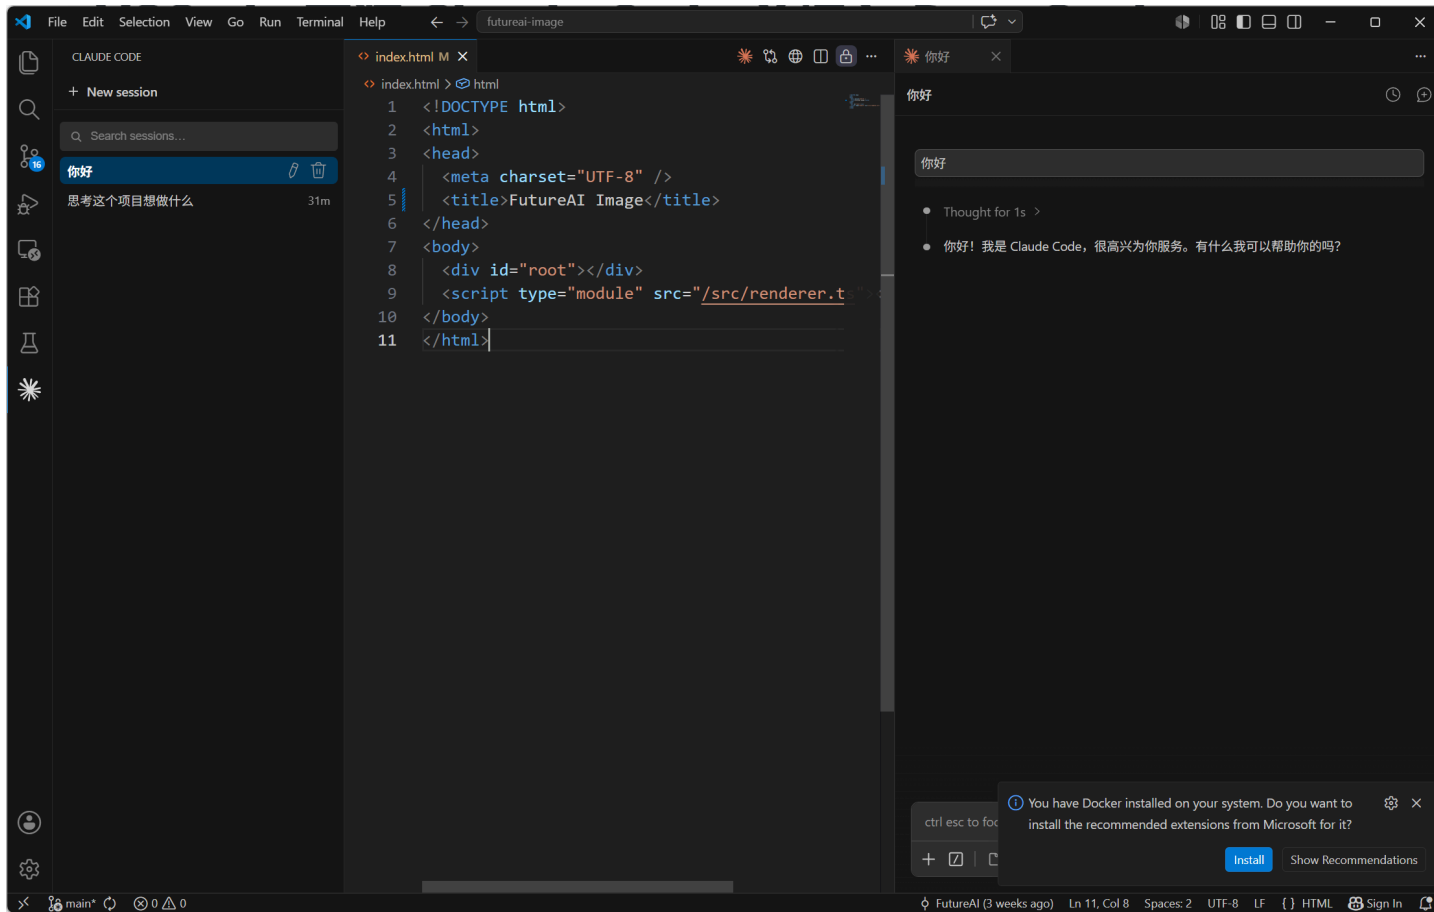 File Edit Selection View Go Run Terminal Help
futureai-image
CLAUDE CODE
+ New session
Search sessions...
你好
思考这个项目想做什么 31m
16
index.html M
index.html > html
1 <!DOCTYPE html>
2 <html>
3 <head>
4 <meta charset="UTF-8" />
5 <title>FutureAI Image</title>
6 </head>
7 <body>
8 <div id="root"></div>
9 <script type="module" src="/src/renderer.ts"><
10 </body>
11 </html>
你好
你好
你好
Thought for 1s >
你好！我是 Claude Code，很高兴为你服务。有什么我可以帮助你的吗？
ctrl esc to foc
You have Docker installed on your system. Do you want to
install the recommended extensions from Microsoft for it?
Install Show Recommendations
main* 0 0
FutureAI (3 weeks ago) Ln 11, Col 8 Spaces: 2 UTF-8 LF { } HTML Sign In